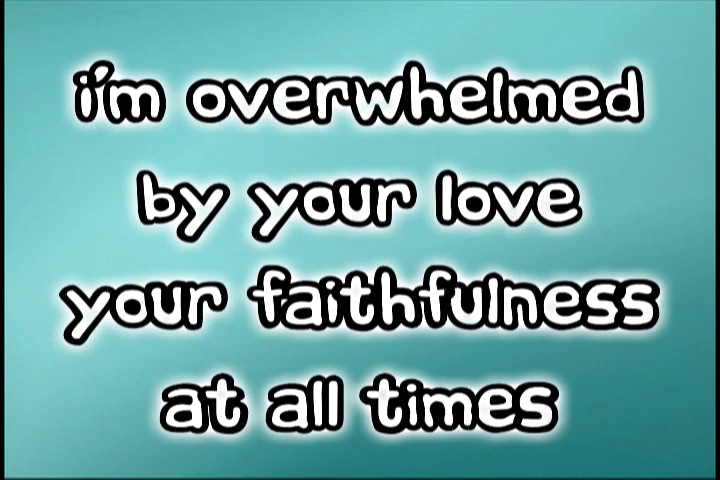 i'm overwhelmed
by your love
your faithfulness
at all times